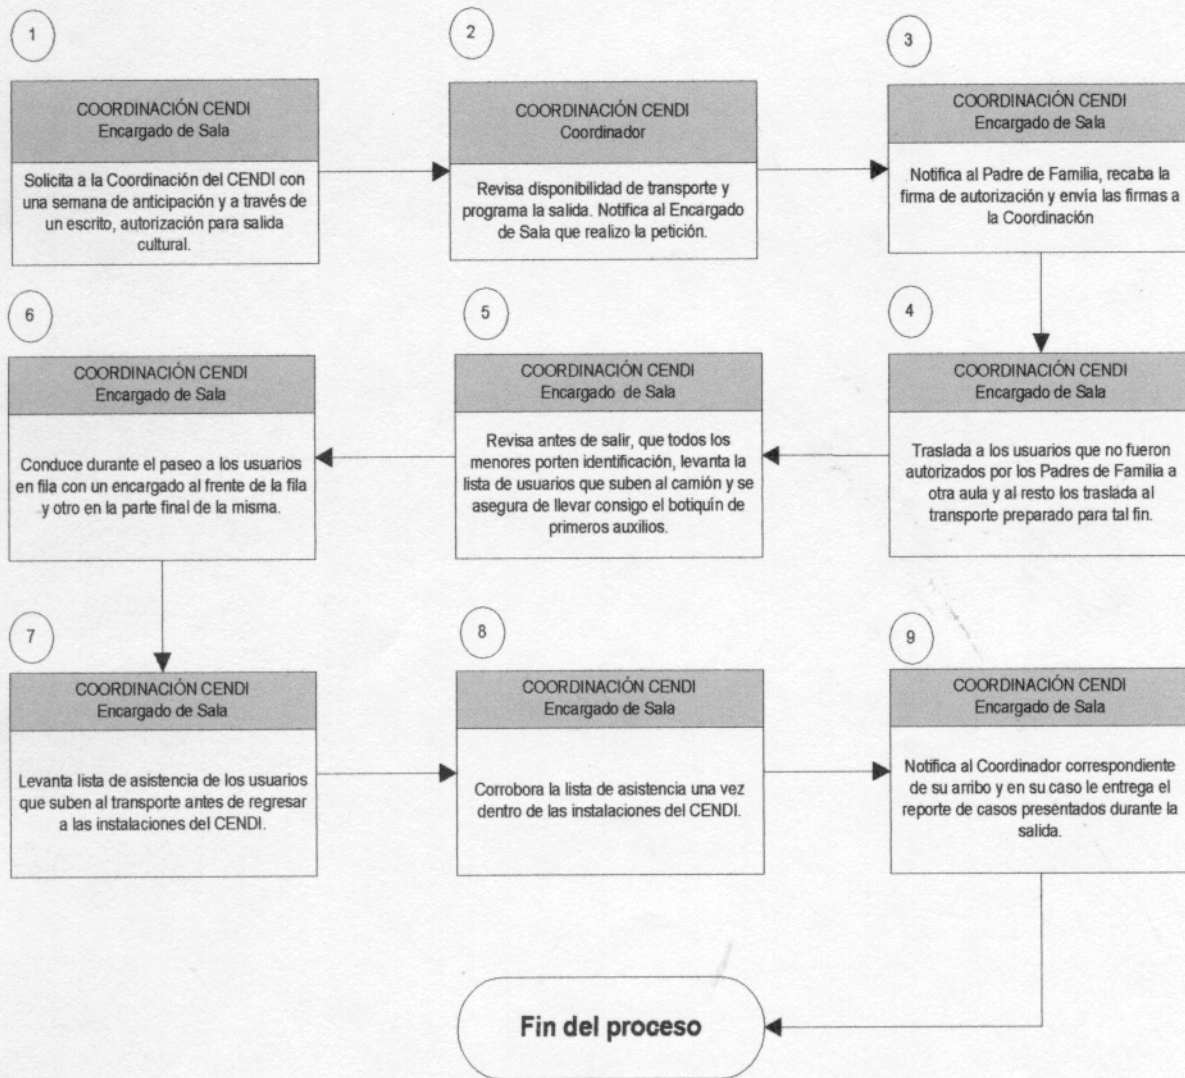 1
COORDINACIÓN CENDI
Encargado de Sala
Solicita a la Coordinación del CENDI con
una semana de anticipación y a través de
un escrito, autorización para salida
cultural.
2
COORDINACIÓN CENDI
Coordinador
Revisa disponibilidad de transporte y
programa la salida. Notifica al Encargado
de Sala que realizo la petición.
3
COORDINACIÓN CENDI
Encargado de Sala
Notifica al Padre de Familia, recaba la
firma de autorización y envía las firmas a
la Coordinación
4
COORDINACIÓN CENDI
Encargado de Sala
Traslada a los usuarios que no fueron
autorizados por los Padres de Familia a
otra aula y al resto los traslada al
transporte preparado para tal fin.
5
COORDINACIÓN CENDI
Encargado de Sala
Revisa antes de salir, que todos los
menores porten identificación, levanta la
lista de usuarios que suben al camión y se
asegura de llevar consigo el botiquín de
primeros auxilios.
6
COORDINACIÓN CENDI
Encargado de Sala
Conduce durante el paseo a los usuarios
en fila con un encargado al frente de la fila
y otro en la parte final de la misma.
7
COORDINACIÓN CENDI
Encargado de Sala
Levanta lista de asistencia de los usuarios
que suben al transporte antes de regresar
a las instalaciones del CENDI.
8
COORDINACIÓN CENDI
Encargado de Sala
Corrobora la lista de asistencia una vez
dentro de las instalaciones del CENDI.
9
COORDINACIÓN CENDI
Encargado de Sala
Notifica al Coordinador correspondiente
de su arribo y en su caso le entrega el
reporte de casos presentados durante la
salida.
Fin del proceso